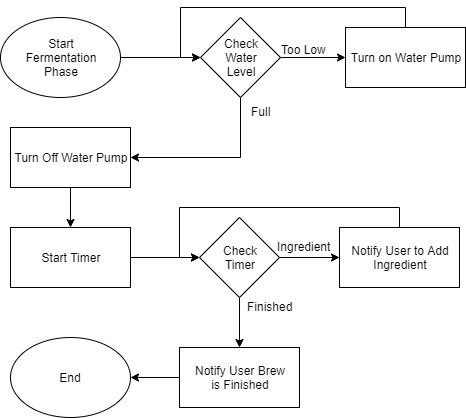 Start
Fermentation
Phase
Check
Water
Level
Too Low
Turn on Water Pump
Full
Turn Off Water Pump
Start Timer
Check
Timer
Ingredient
Notify User to Add
Ingredient
Finished
Notify User Brew
is Finished
End